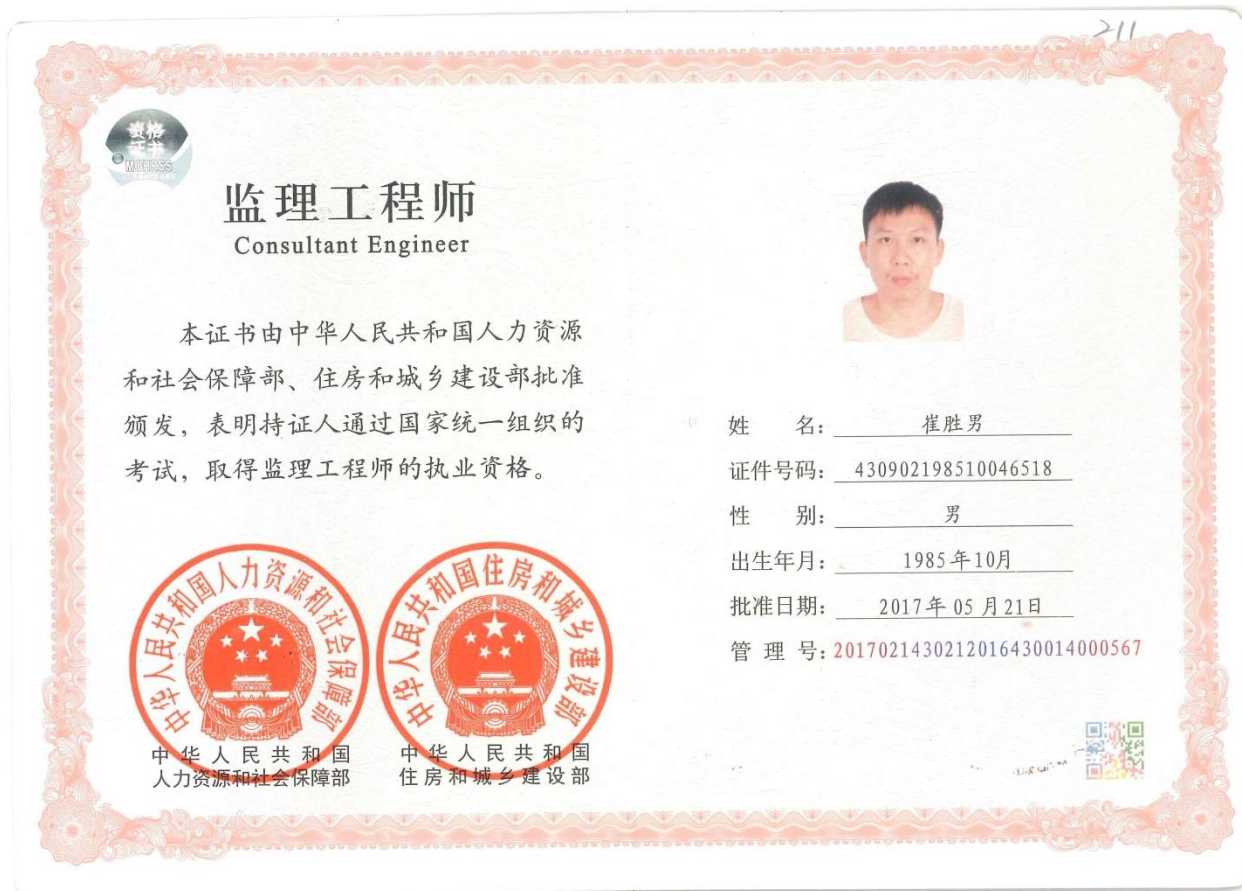 211
资格
证书
MOHRSS
监理工程师
Consultant Engineer
本证书由中华人民共和国人力资源
和社会保障部、住房和城乡建设部批准
颁发，表明持证人通过国家统一组织的
考试，取得监理工程师的执业资格。
中华人民共和国人力资源和社会保障部
中华人民共和国住房和城乡建设部
中华人民共和国
人力资源和社会保障部
中华人民共和国
住房和城乡建设部
姓 名：崔胜男
证件号码：430902198510046518
性 别：男
出生年月：1985年10月
批准日期：2017年05月21日
管 理 号：2017021430212016430014000567